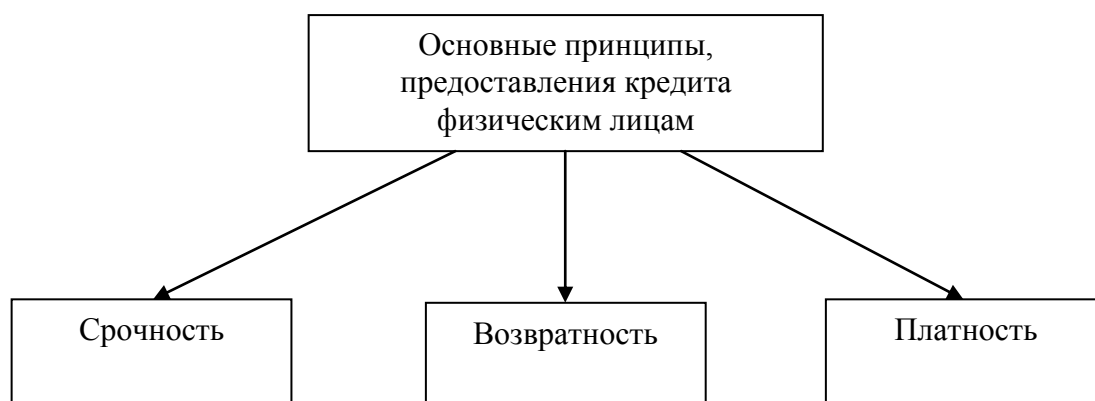 Основные принципы,
предоставления кредита
физическим лицам
Срочность
Возвратность
Платность